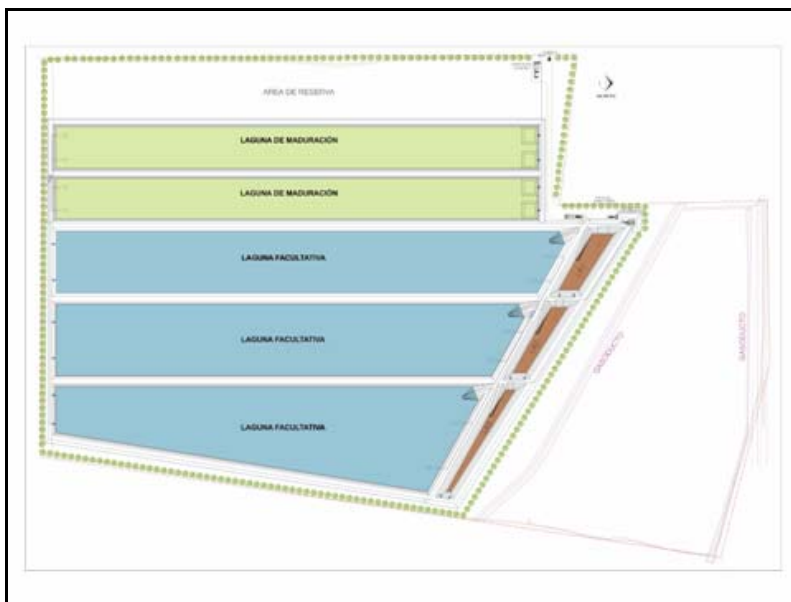 AREA DE RESERVA
LAGUNA DE MADURACIÓN
LAGUNA DE MADURACIÓN
LAGUNA FACULTATIVA
LAGUNA FACULTATIVA
LAGUNA FACULTATIVA
GASODUCTO
GASODUCTO